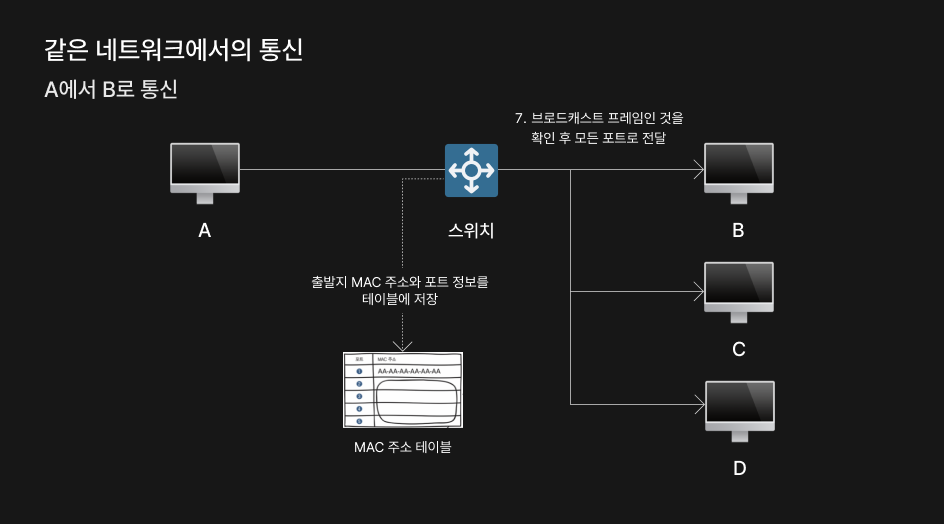 같은 네트워크에서의 통신
A에서 B로 통신
7. 브로드캐스트 프레임인 것을
확인 후 모든 포트로 전달
A
스위치
B
출발지 MAC 주소와 포트 정보를
테이블에 저장
C
포트 MAC 주소
1 AA-AA-AA-AA-AA-AA
2
3
4
5
MAC 주소 테이블
D